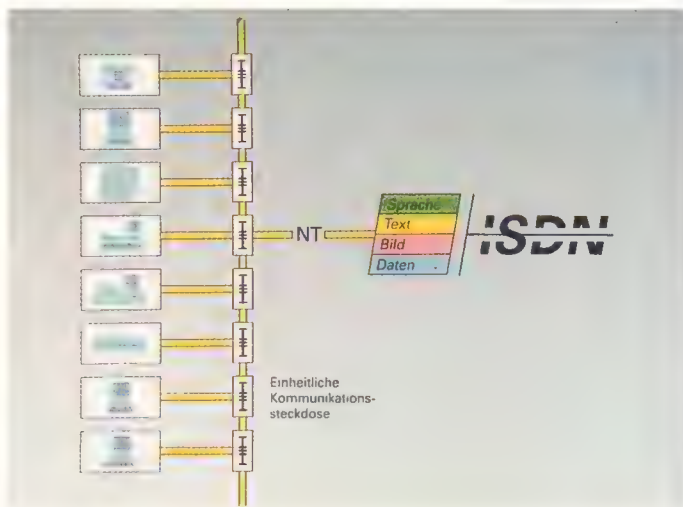 Sprache
Text
Bild
Daten
NT
ISDN
Einheitliche
Kommunikations-
steckdose